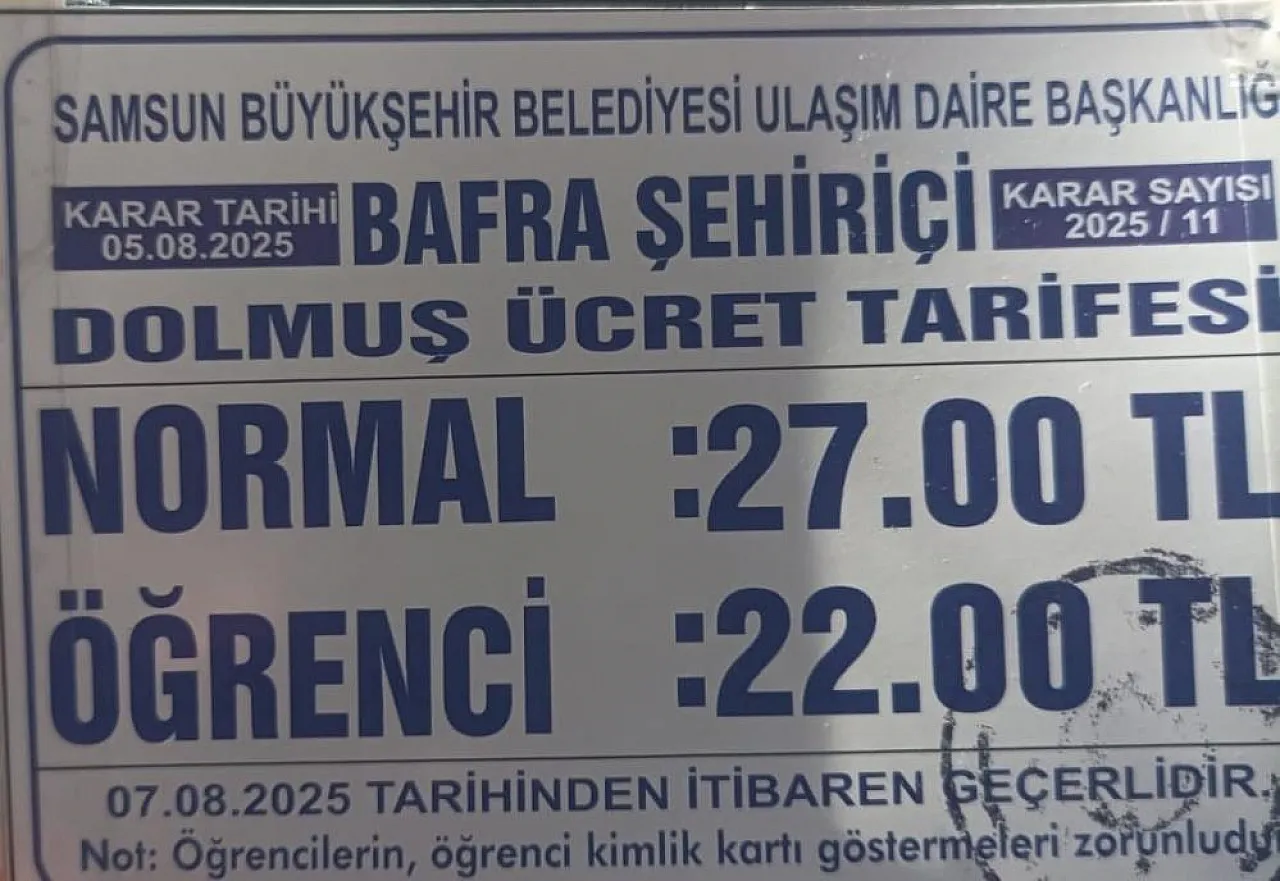 SAMSUN BÜYÜKŞEHİR BELEDİYESİ ULAŞIM DAİRE BAŞKANLIĞ
KARAR TARİHİ
05.08.2025
BAFRA ŞEHİRİÇİ
KARAR SAYISI
2025 / 11
DOLMUŞ ÜCRET TARİFESİ
NORMAL :27.00 TL
ÖĞRENCİ :22.00 TL
07.08.2025 TARİHİNDEN İTİBAREN GEÇERLİDİR.
Not: Öğrencilerin, öğrenci kimlik kartı göstermeleri zorunludu